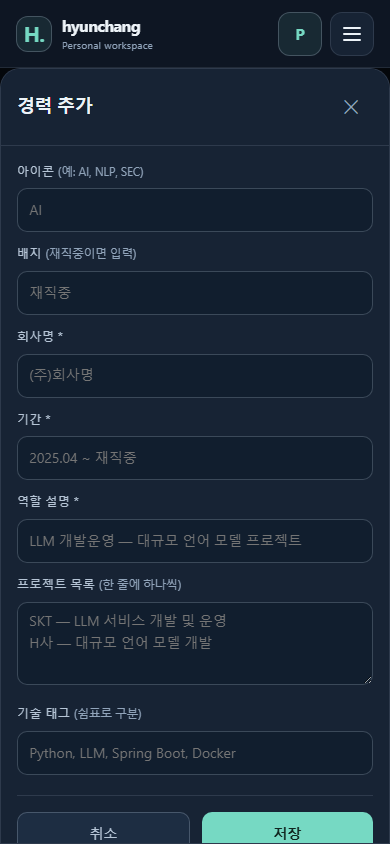 H.
hyunchang
Personal workspace
P
경력 추가
아이콘 (예: AI, NLP, SEC)
AI
배지 (재직중이면 입력)
재직중
회사명 *
(주)회사명
기간 *
2025.04 ~ 재직중
역할 설명 *
LLM 개발운영 — 대규모 언어 모델 프로젝트
프로젝트 목록 (한 줄에 하나씩)
SKT — LLM 서비스 개발 및 운영
H사 — 대규모 언어 모델 개발
기술 태그 (쉼표로 구분)
Python, LLM, Spring Boot, Docker
취소
저장